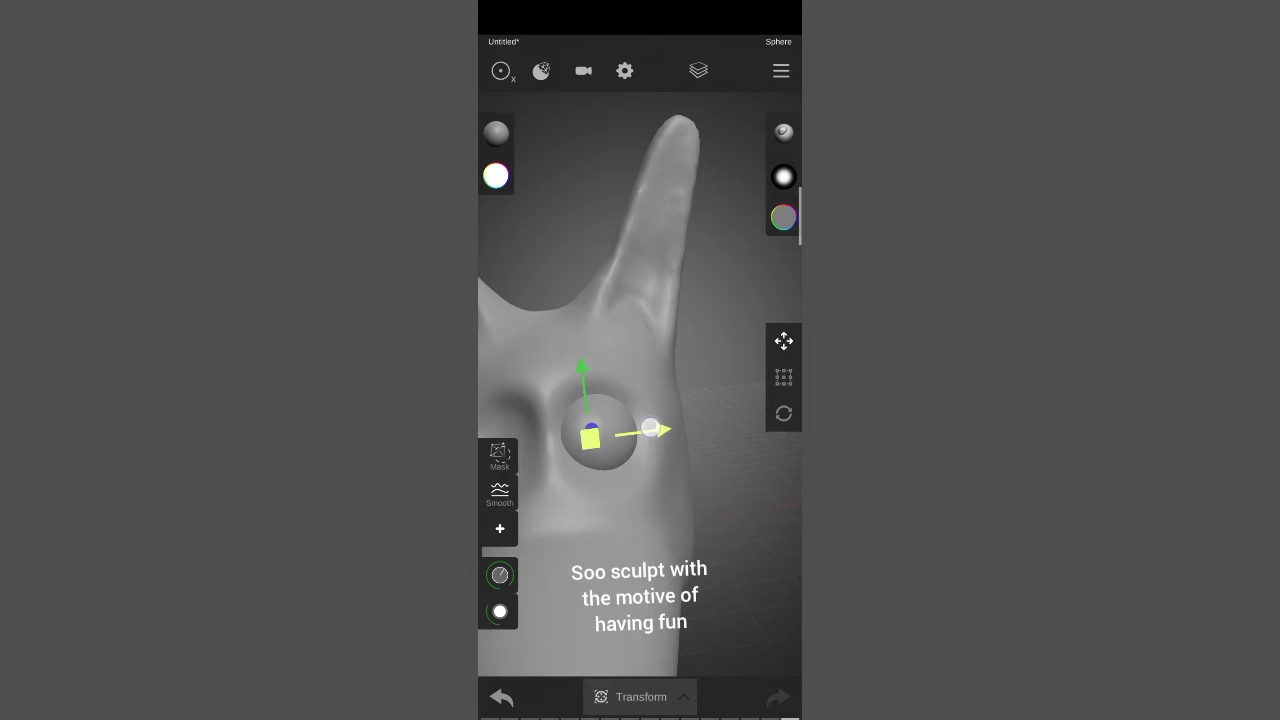 Untitled*
Sphere
x
Mask
Smooth
Soo sculpt with
the motive of
having fun
Transform